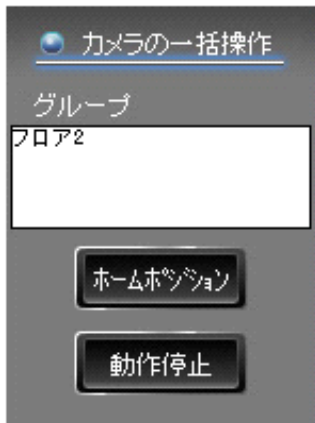 カメラの一括操作
グループ
フロア2
ホームポジション
動作停止